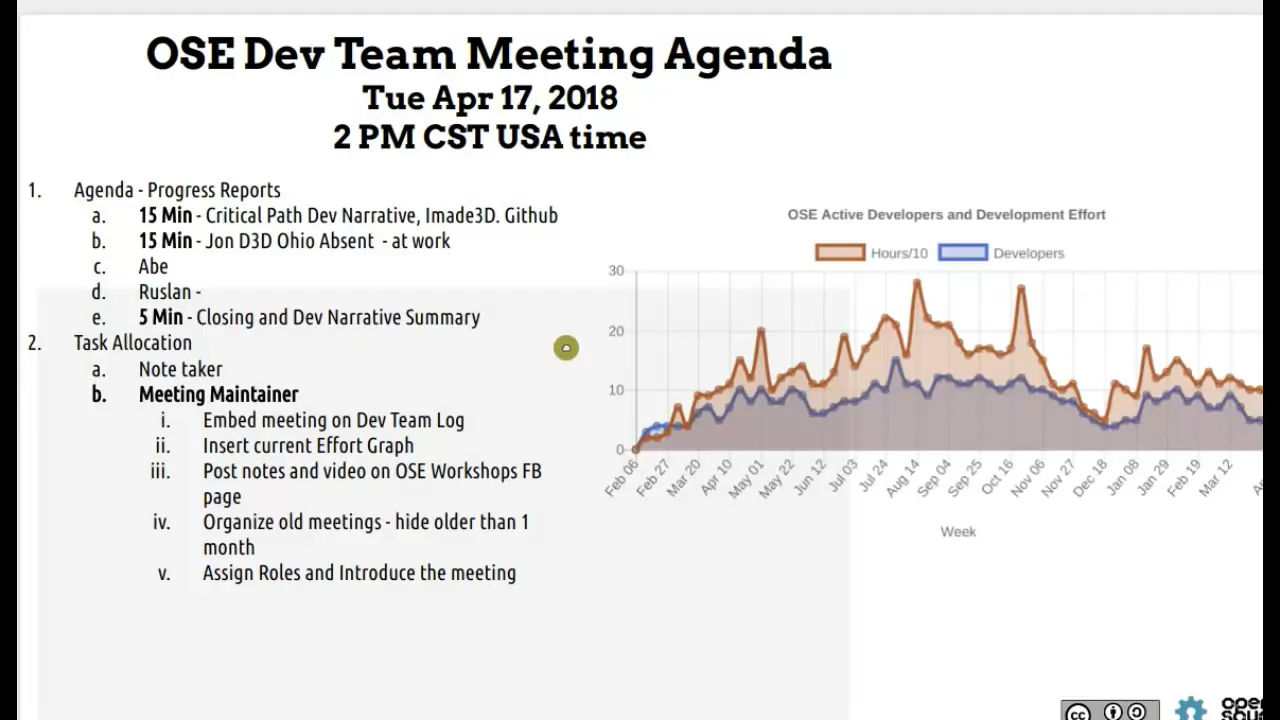 OSE Dev Team Meeting Agenda
Tue Apr 17, 2018
2 PM CST USA time
1. Agenda - Progress Reports
a. 15 Min - Critical Path Dev Narrative, Imade3D. Github
b. 15 Min - Jon D3D Ohio Absent - at work
c. Abe
d. Ruslan -
e. 5 Min - Closing and Dev Narrative Summary
2. Task Allocation
a. Note taker
b. Meeting Maintainer
i. Embed meeting on Dev Team Log
ii. Insert current Effort Graph
iii. Post notes and video on OSE Workshops FB
page
iv. Organize old meetings - hide older than 1
month
v. Assign Roles and Introduce the meeting
OSE Active Developers and Development Effort
Hours/10 Developers
30
20
10
0
Feb 06 Feb 27 Mar 20 Apr 10 May 01 May 22 Jun 12 Jul 03 Jul 24 Aug 14 Sep 04 Sep 25 Oct 16 Nov 06 Nov 27 Dec 18 Jan 08 Jan 29 Feb 19 Mar 12
Week
cc